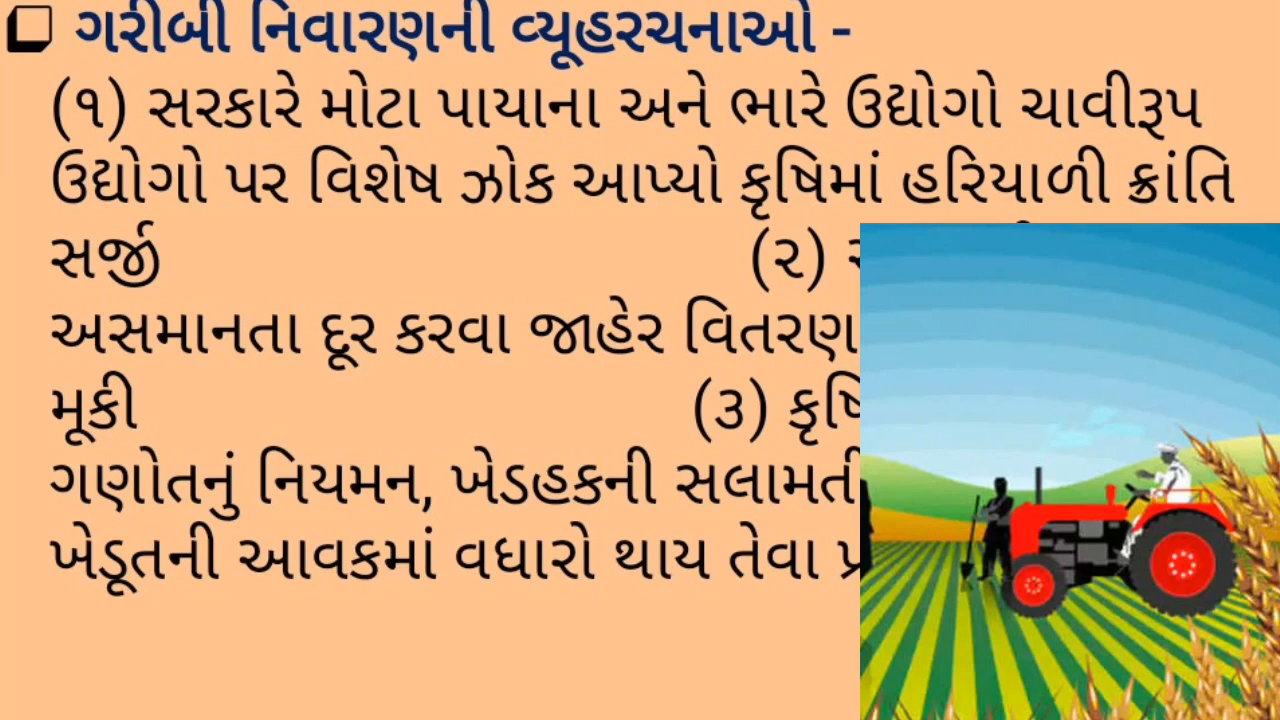 ગરીબી નિવારણની વ્યૂહરચનાઓ -
(૧) સરકારે મોટા પાયાના અને ભારે ઉદ્યોગો ચાવીરૂપ
ઉદ્યોગો પર વિશેષ ઝોક આપ્યો કૃષિમાં હરિયાળી ક્રાંતિ
સર્જી (૨)
અસમાનતા દૂર કરવા જાહેર વિતરણ
મૂકી (૩)
ગણોતનું નિયમન, ખેડહકની સલામતી
ખેડૂતની આવકમાં વધારો થાય તેવા